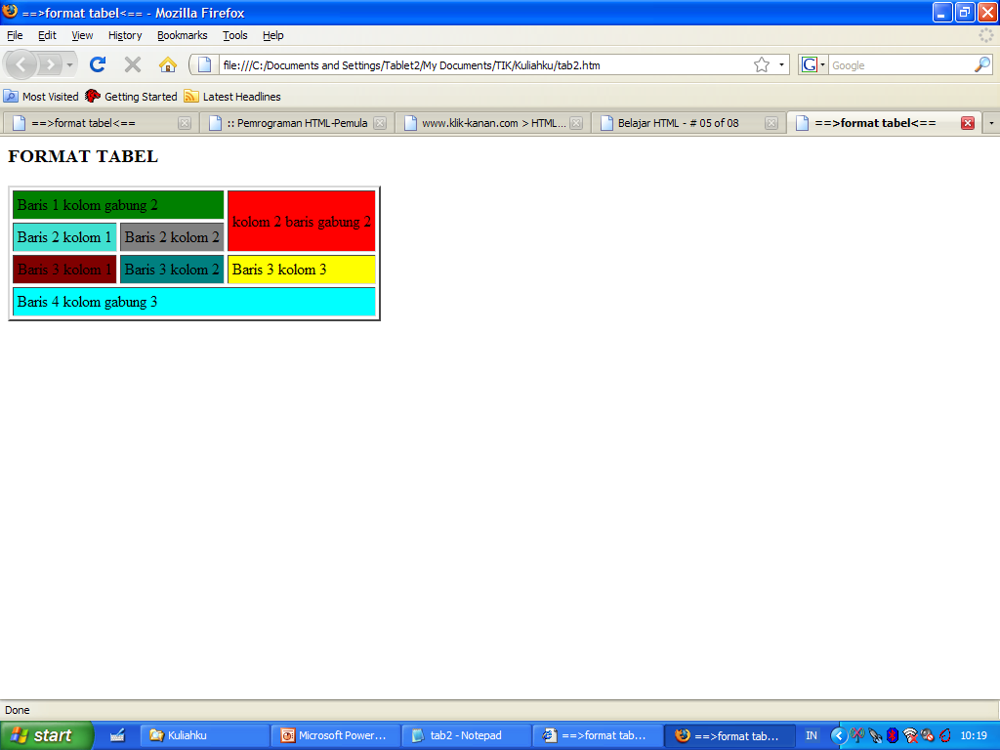 ==>format tabel<== - Mozilla Firefox
File Edit View History Bookmarks Tools Help
file:///C:/Documents and Settings/Tablet2/My Documents/TIK/Kuliahku/tab2.htm
G Google
Most Visited Getting Started Latest Headlines
==>format tabel<== :: Pemrograman HTML-Pemula www.klik-kanan.com > HTML... Belajar HTML - # 05 of 08 ==>format tabel<==
FORMAT TABEL
Baris 1 kolom gabung 2
kolom 2 baris gabung 2
Baris 2 kolom 1 Baris 2 kolom 2
Baris 3 kolom 1 Baris 3 kolom 2 Baris 3 kolom 3
Baris 4 kolom gabung 3
Done
start Kuliahku Microsoft Power... tab2 - Notepad ==>format tab... ==>format tab... IN 10:19